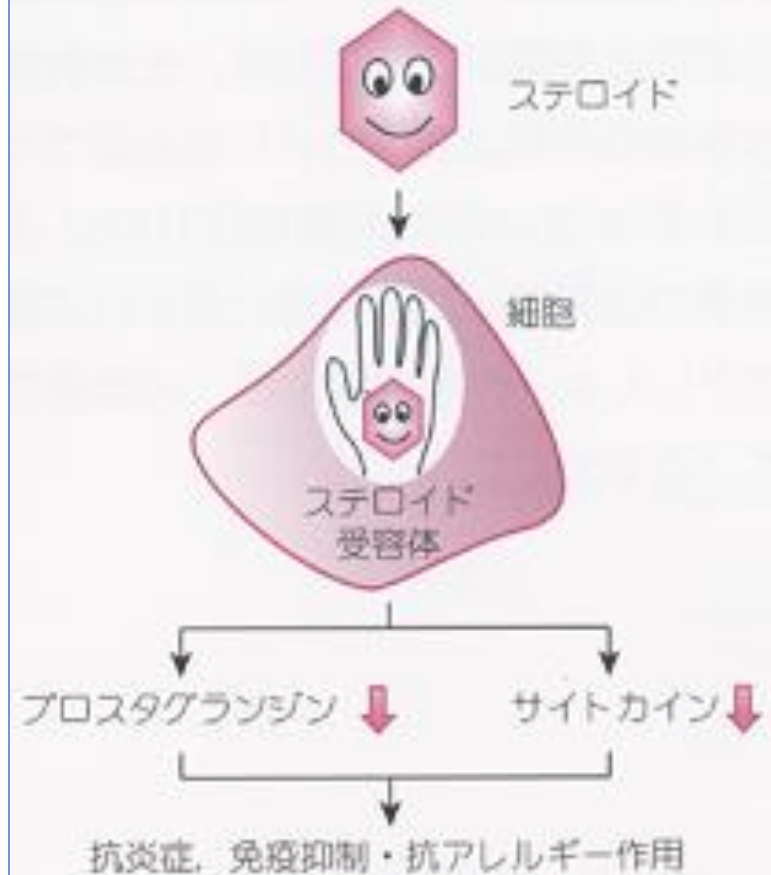 ステロイド
細胞
ステロイド
受容体
プロスタグランジン
サイトカイン
抗炎症，免疫抑制・抗アレルギー作用